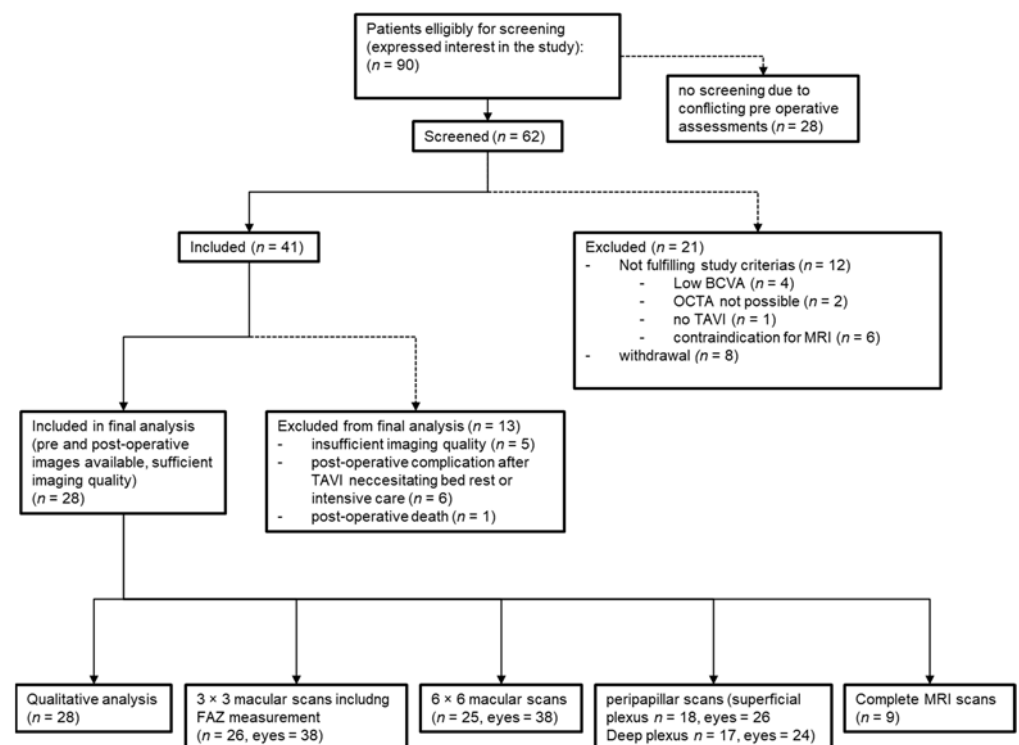 Patients elligibly for screening
(expressed interest in the study):
(n = 90)
no screening due to
conflicting pre operative
assessments (n = 28)
Screened (n = 62)
Included (n = 41)
Excluded (n = 21)
- Not fulfilling study criterias (n = 12)
- Low BCVA (n = 4)
- OCTA not possible (n = 2)
- no TAVI (n = 1)
- contraindication for MRI (n = 6)
- withdrawal (n = 8)
Included in final analysis
(pre and post-operative
images available, sufficient
imaging quality)
(n = 28)
Excluded from final analysis (n = 13)
- insufficient imaging quality (n = 5)
- post-operative complication after
TAVI neccesitating bed rest or
intensive care (n = 6)
- post-operative death (n = 1)
Qualitative analysis
(n = 28)
3 × 3 macular scans includng
FAZ measurement
(n = 26, eyes = 38)
6 × 6 macular scans
(n = 25, eyes = 38)
peripapillar scans (superficial
plexus n = 18, eyes = 26
Deep plexus n = 17, eyes = 24)
Complete MRI scans
(n = 9)